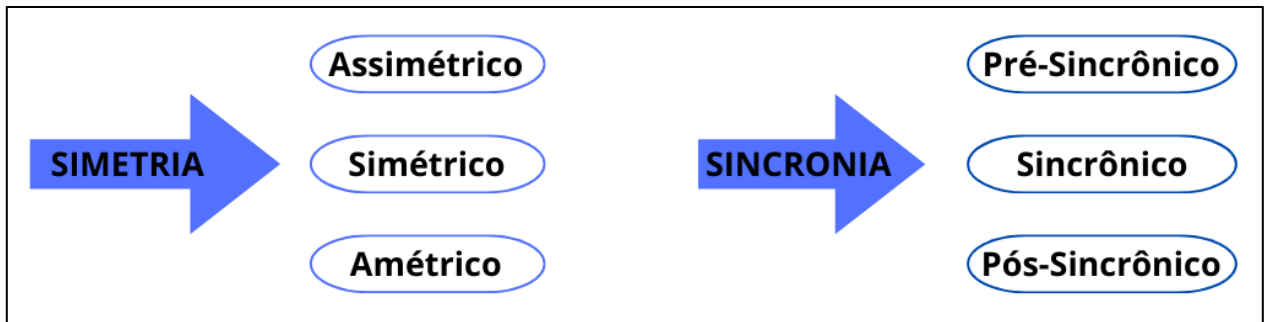 SIMETRIA
Assimétrico
Simétrico
Amétrico
SINCRONIA
Pré-Sincrônico
Sincrônico
Pós-Sincrônico